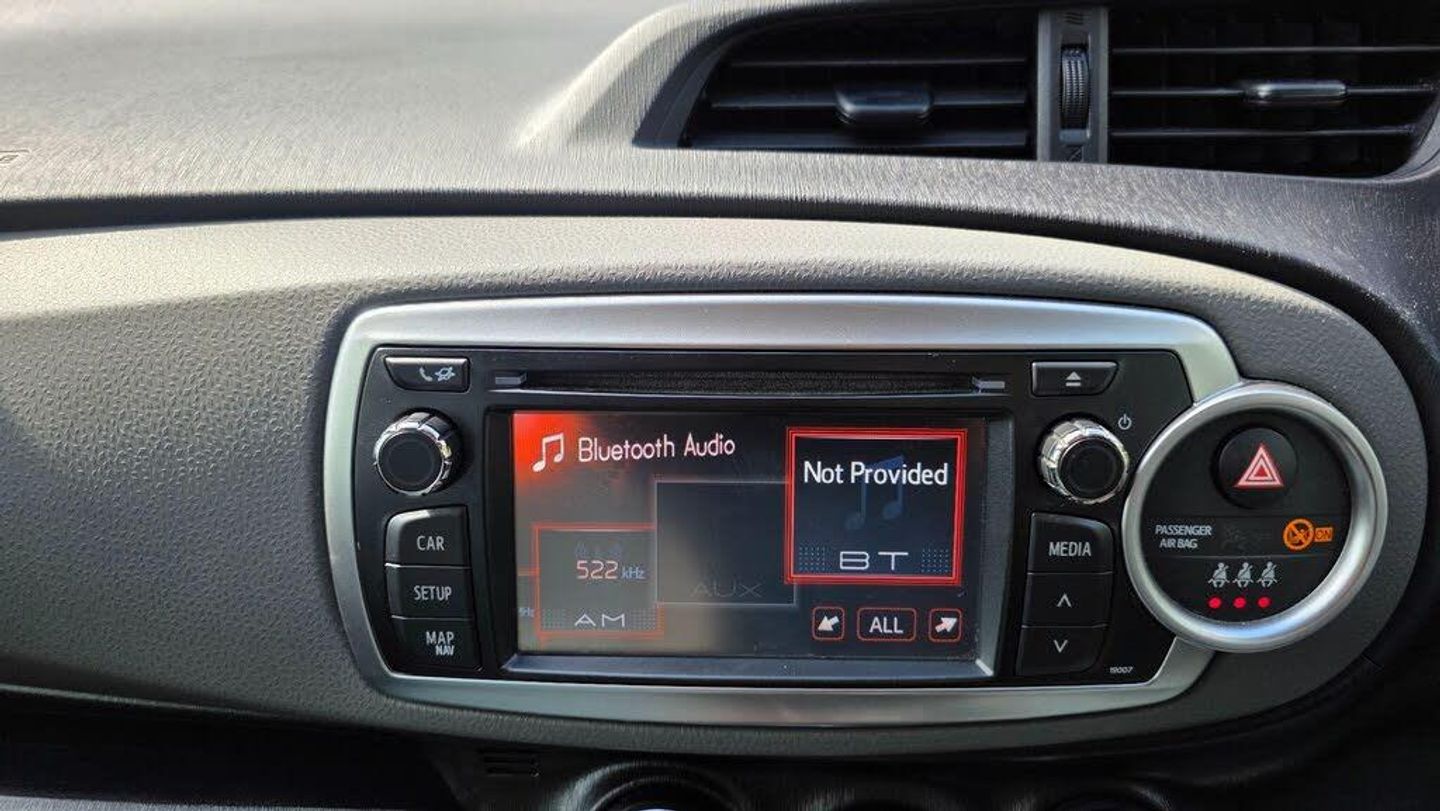 Bluetooth Audio
Not Provided
BT
522 kHz
AM
AUX
ALL
CAR
SETUP
MAP
NAV
MEDIA
19007
PASSENGER
AIR BAG
ON